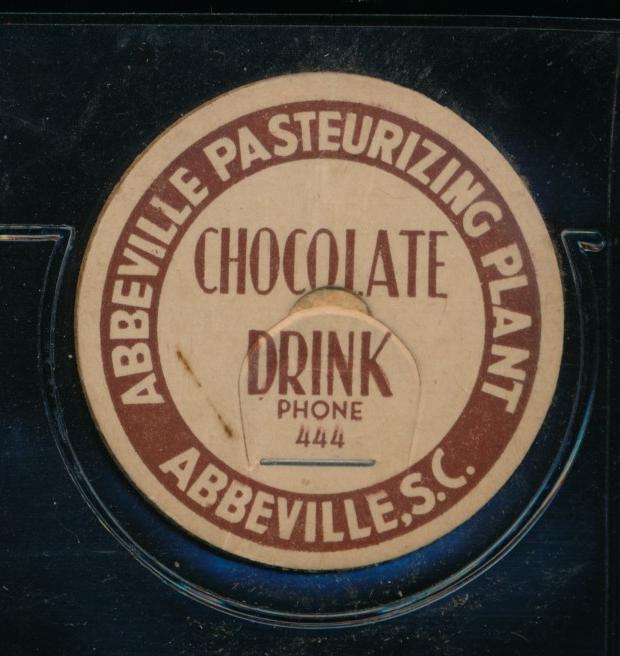 ABBEVILLE PASTEURIZING PLANT
CHOCOLATE
DRINK
PHONE
444
ABBEVILLE, S.C.